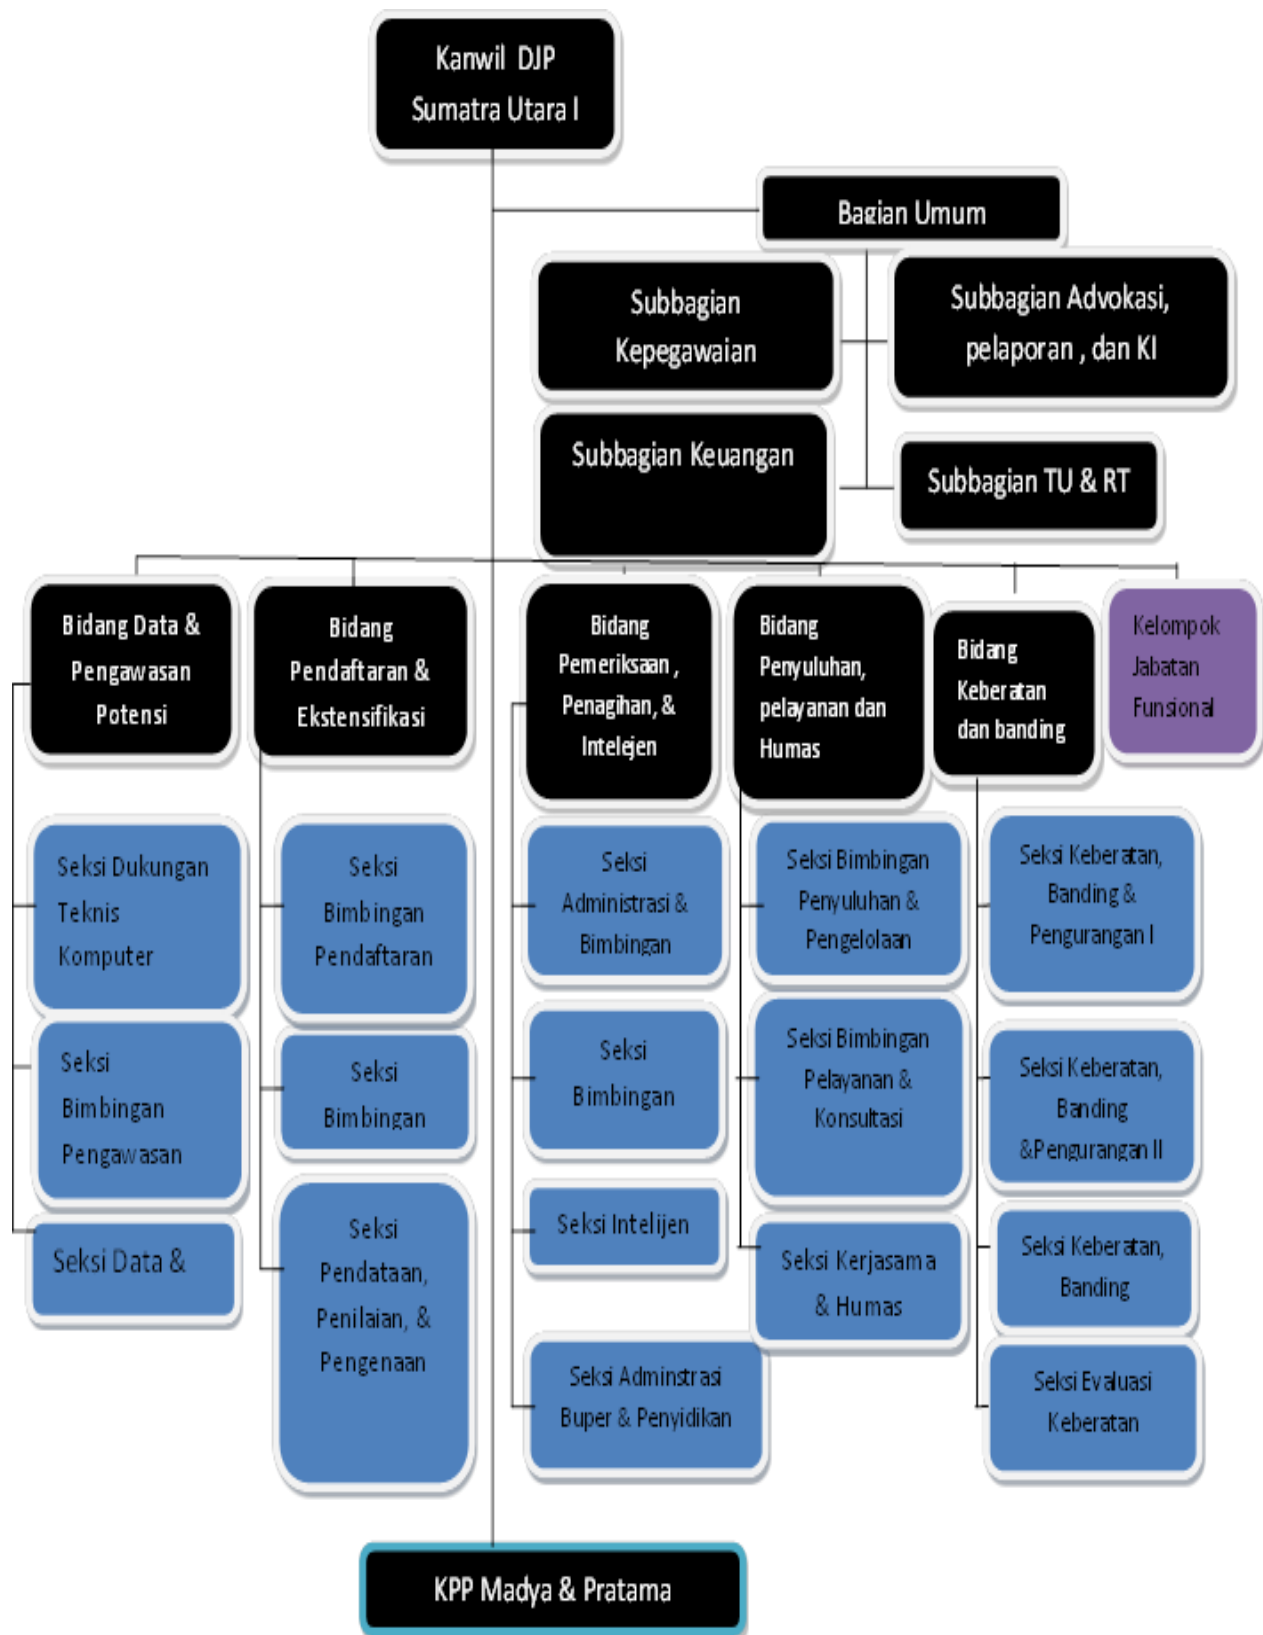 Kanwil DJP
Sumatra Utara I
Bagian Umum
Subbagian
Kepegawaian
Subbagian Advokasi,
pelaporan , dan KI
Subbagian Keuangan
Subbagian TU & RT
Bidang Data &
Pengawasan
Potensi
Bidang
Pendaftaran &
Ekstensifikasi
Bidang
Pemeriksaan ,
Penagihan, &
Intelejen
Bidang
Penyuluhan,
pelayanan dan
Humas
Bidang
Keberatan
dan banding
Kelompok
Jabatan
Funsional
Seksi Dukungan
Teknis
Komputer
Seksi
Bimbingan
Pengawasan
Seksi Data &
Seksi
Bimbingan
Pendaftaran
Seksi
Bimbingan
Seksi
Pendataan,
Penilaian, &
Pengenaan
Seksi
Administrasi &
Bimbingan
Seksi
Bimbingan
Seksi Intelijen
Seksi Adminstrasi
Buper & Penyidikan
Seksi Bimbingan
Penyuluhan &
Pengelolaan
Seksi Bimbingan
Pelayanan &
Konsultasi
Seksi Kerjasama
& Humas
Seksi Keberatan,
Banding &
Pengurangan I
Seksi Keberatan,
Banding
&Pengurangan II
Seksi Keberatan,
Banding
Seksi Evaluasi
Keberatan
KPP Madya & Pratama